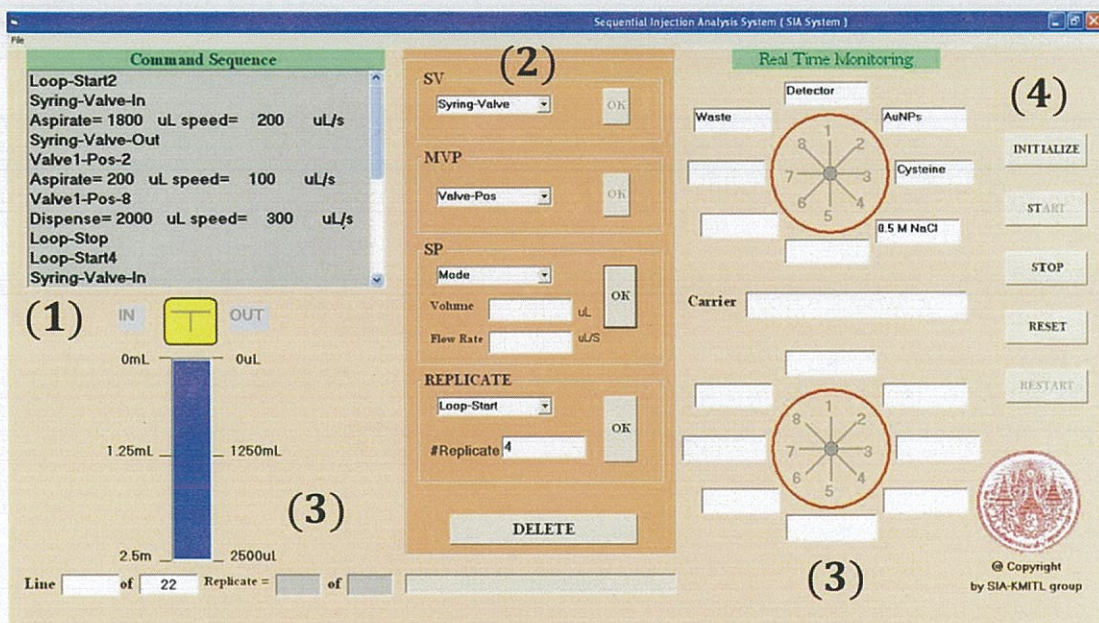 Sequential Injection Analysis System ( SIA System )
File
Command Sequence
Loop-Start2
Syring-Valve-In
Aspirate= 1800 uL speed= 200 uL/s
Syring-Valve-Out
Valve1-Pos-2
Aspirate= 200 uL speed= 100 uL/s
Valve1-Pos-8
Dispense= 2000 uL speed= 300 uL/s
Loop-Stop
Loop-Start4
Syring-Valve-In
(1)
IN
OUT
0mL
0uL
1.25mL
1250mL
2.5m
2500uL
(3)
Line of 22 Replicate = of
(2)
SV
Syring-Valve
OK
MVP
Valve-Pos
OK
SP
Mode
OK
Volume
uL
Flow Rate
uL/S
REPLICATE
Loop-Start
OK
#Replicate 4
DELETE
Real Time Monitoring
Detector
Waste
AuNPs
Cysteine
0.5 M NaCl
1
2
3
4
5
6
7
8
Carrier
1
2
3
4
5
6
7
8
(3)
(4)
INITIALIZE
START
STOP
RESET
RESTART
@ Copyright
by SIA-KMITL group